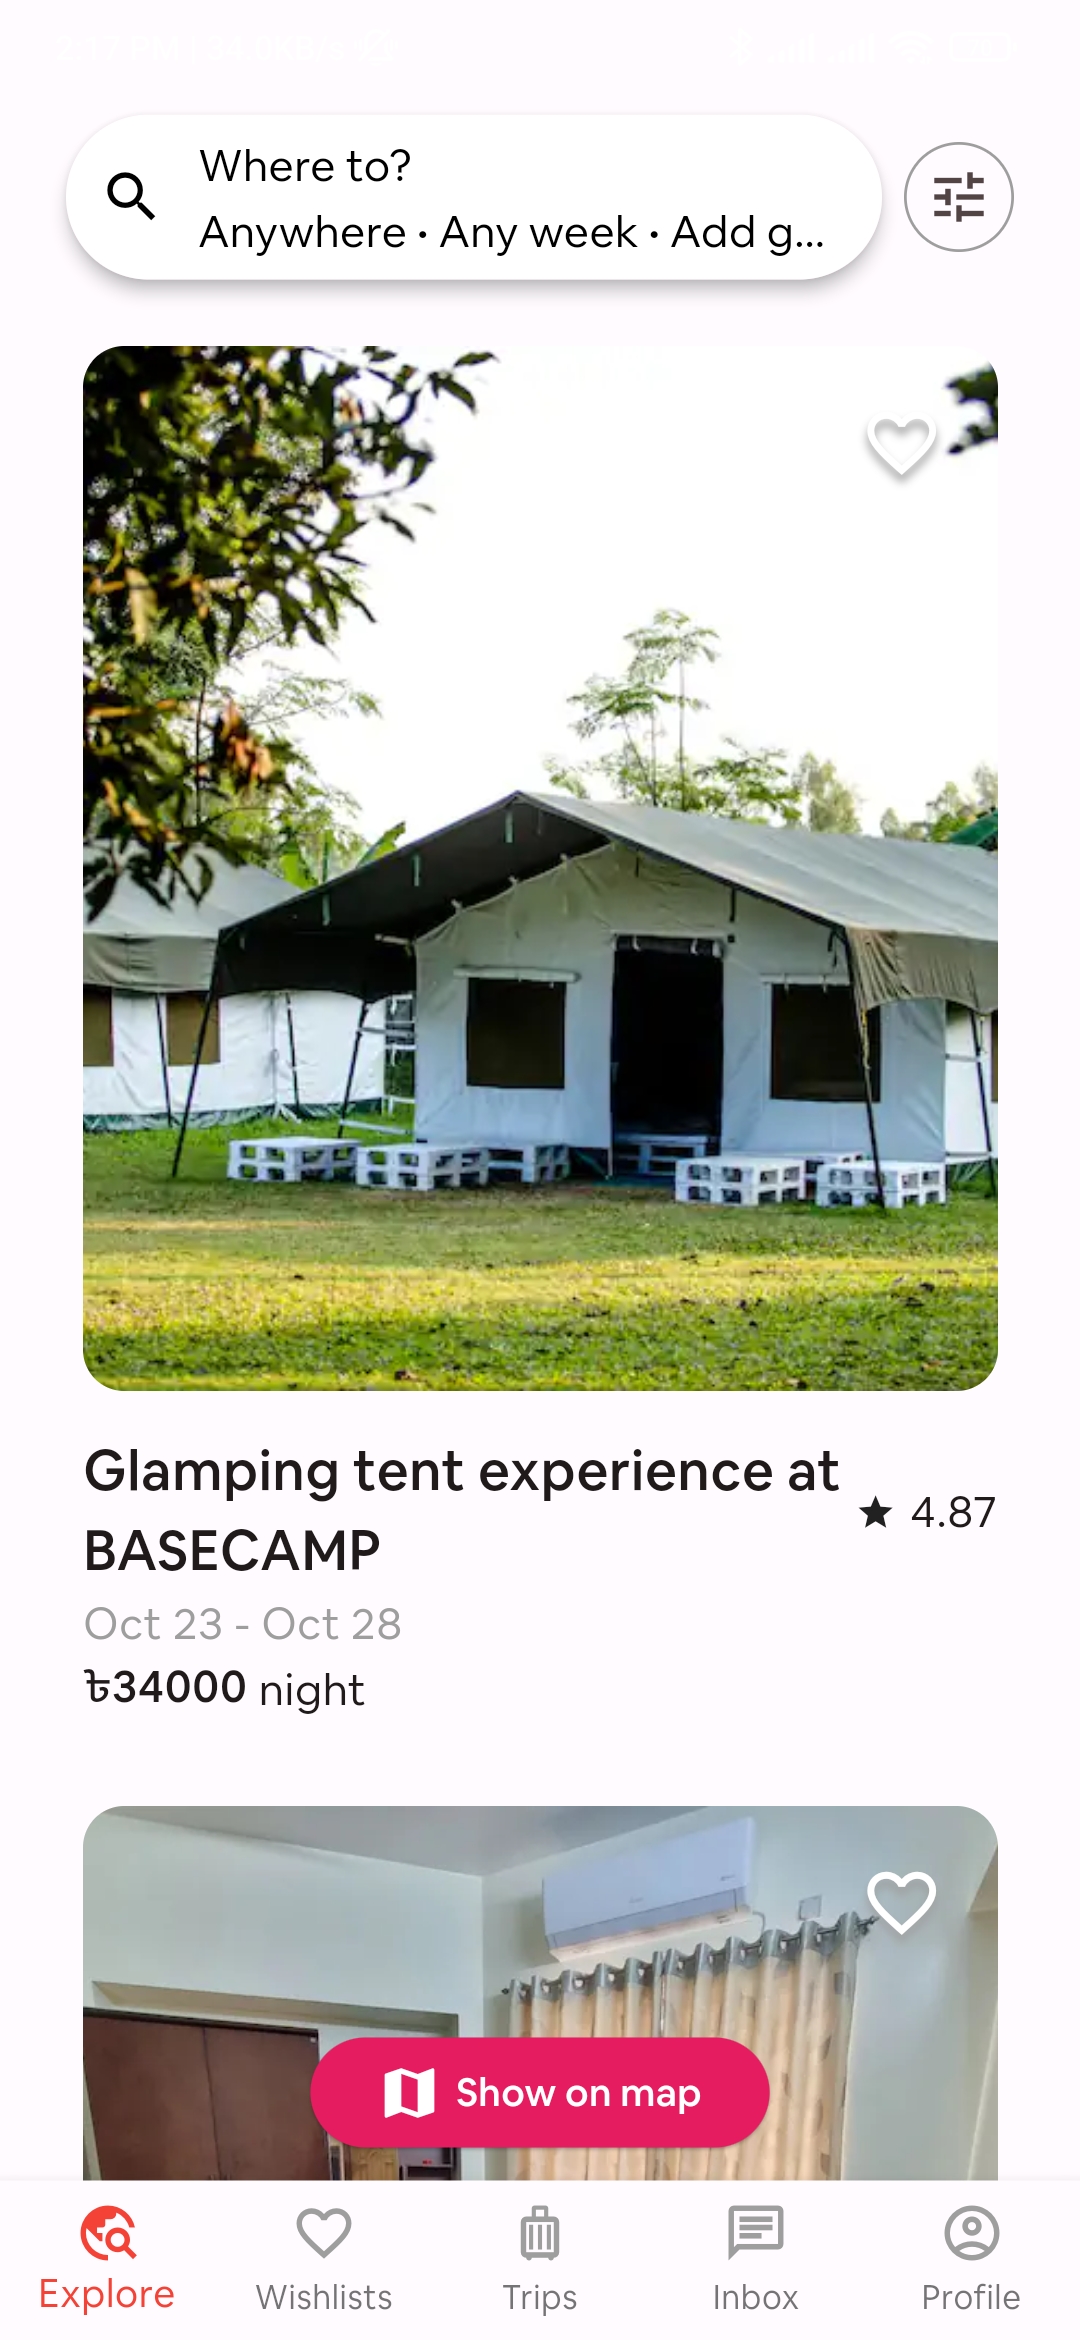 Where to?
Anywhere • Any week • Add g...
Glamping tent experience at
BASECAMP
★ 4.87
Oct 23 - Oct 28
৳34000 night
Show on map
Explore
Wishlists
Trips
Inbox
Profile